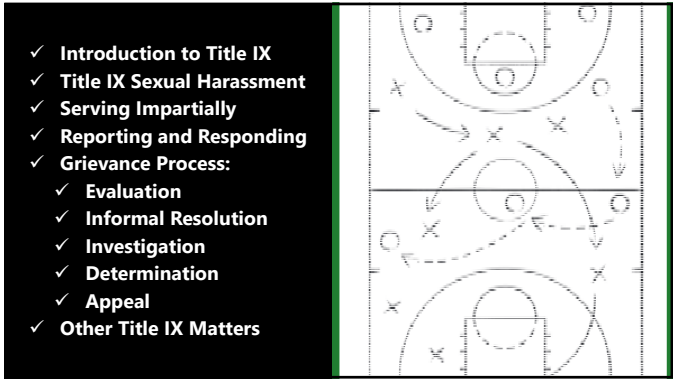 ✓ Introduction to Title IX
✓ Title IX Sexual Harassment
✓ Serving Impartially
✓ Reporting and Responding
✓ Grievance Process:
✓ Evaluation
✓ Informal Resolution
✓ Investigation
✓ Determination
✓ Appeal
✓ Other Title IX Matters